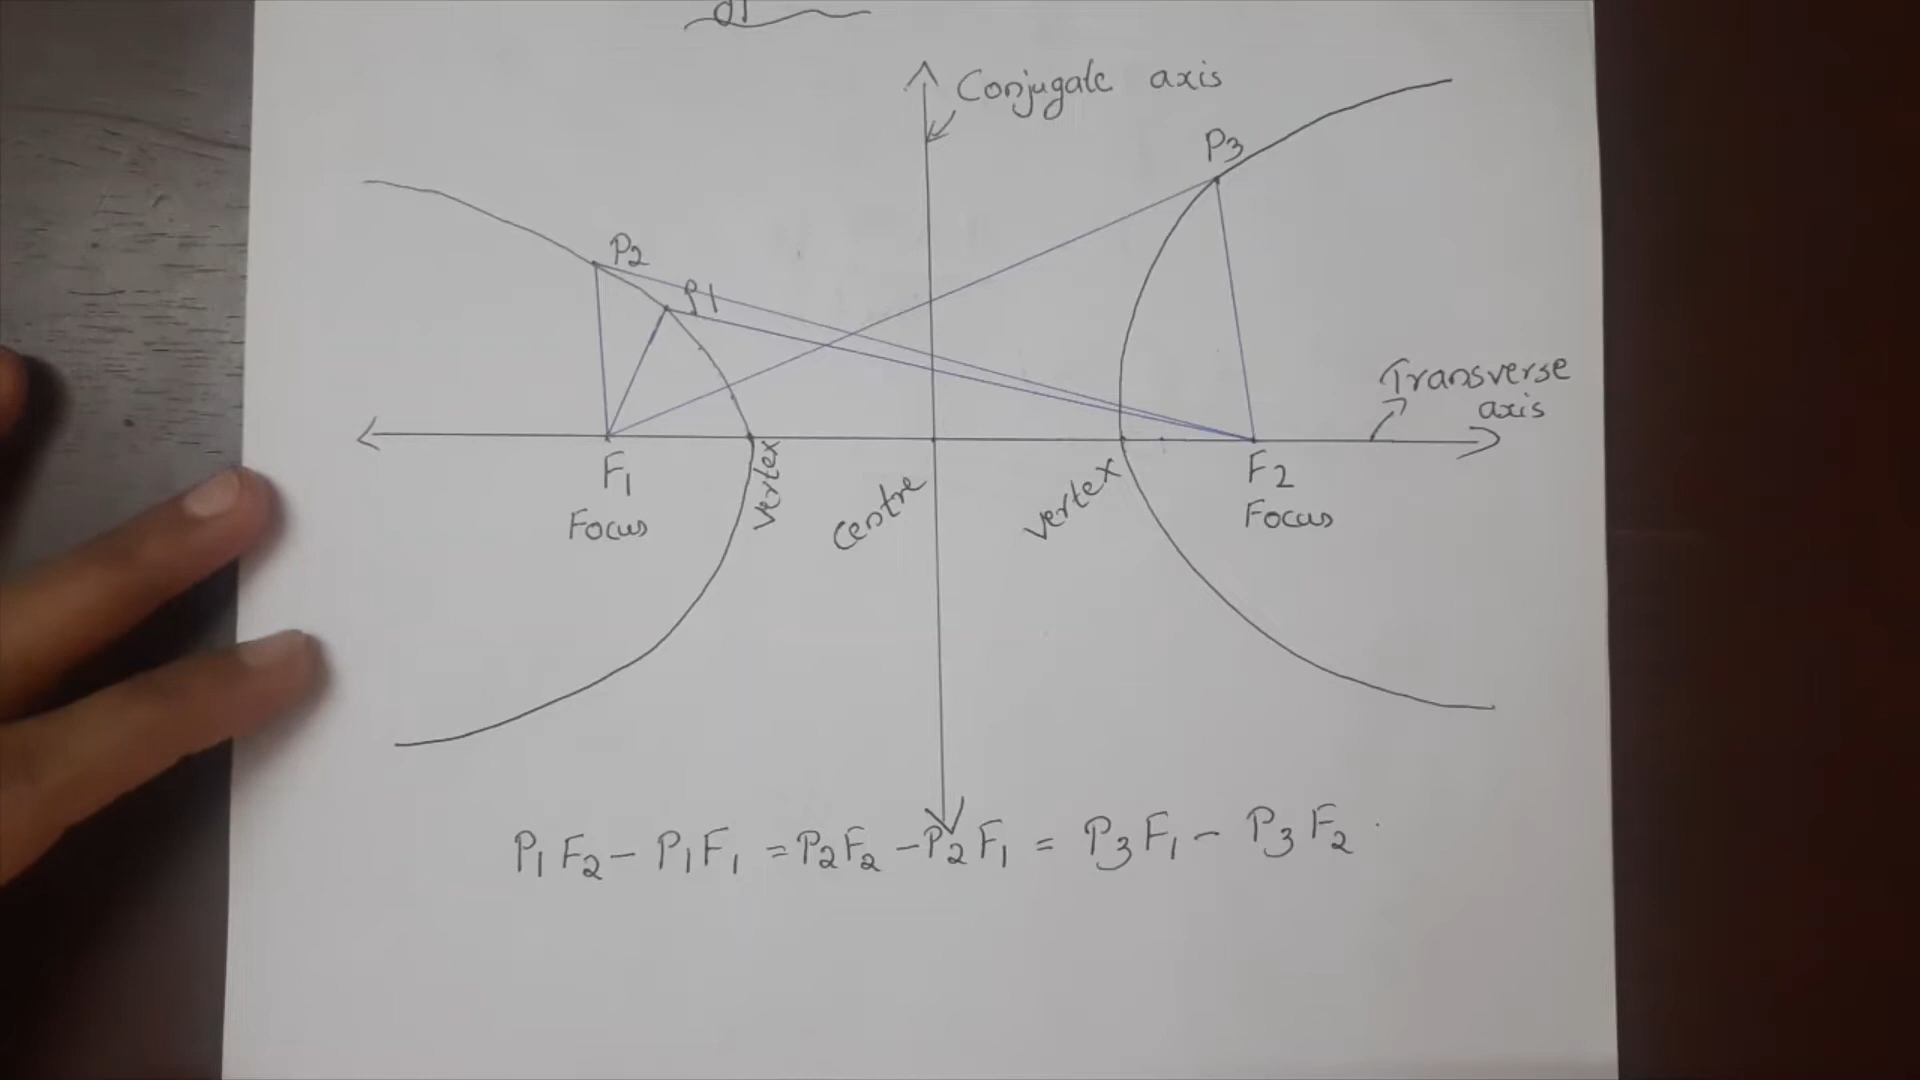 Conjugate axis
P3
P2
P1
Transverse
axis
F1
Focus
Vertex
Centre
Vertex
F2
Focus
P1F2 - P1F1 = P2F2 - P2F1 = P3F1 - P3F2.